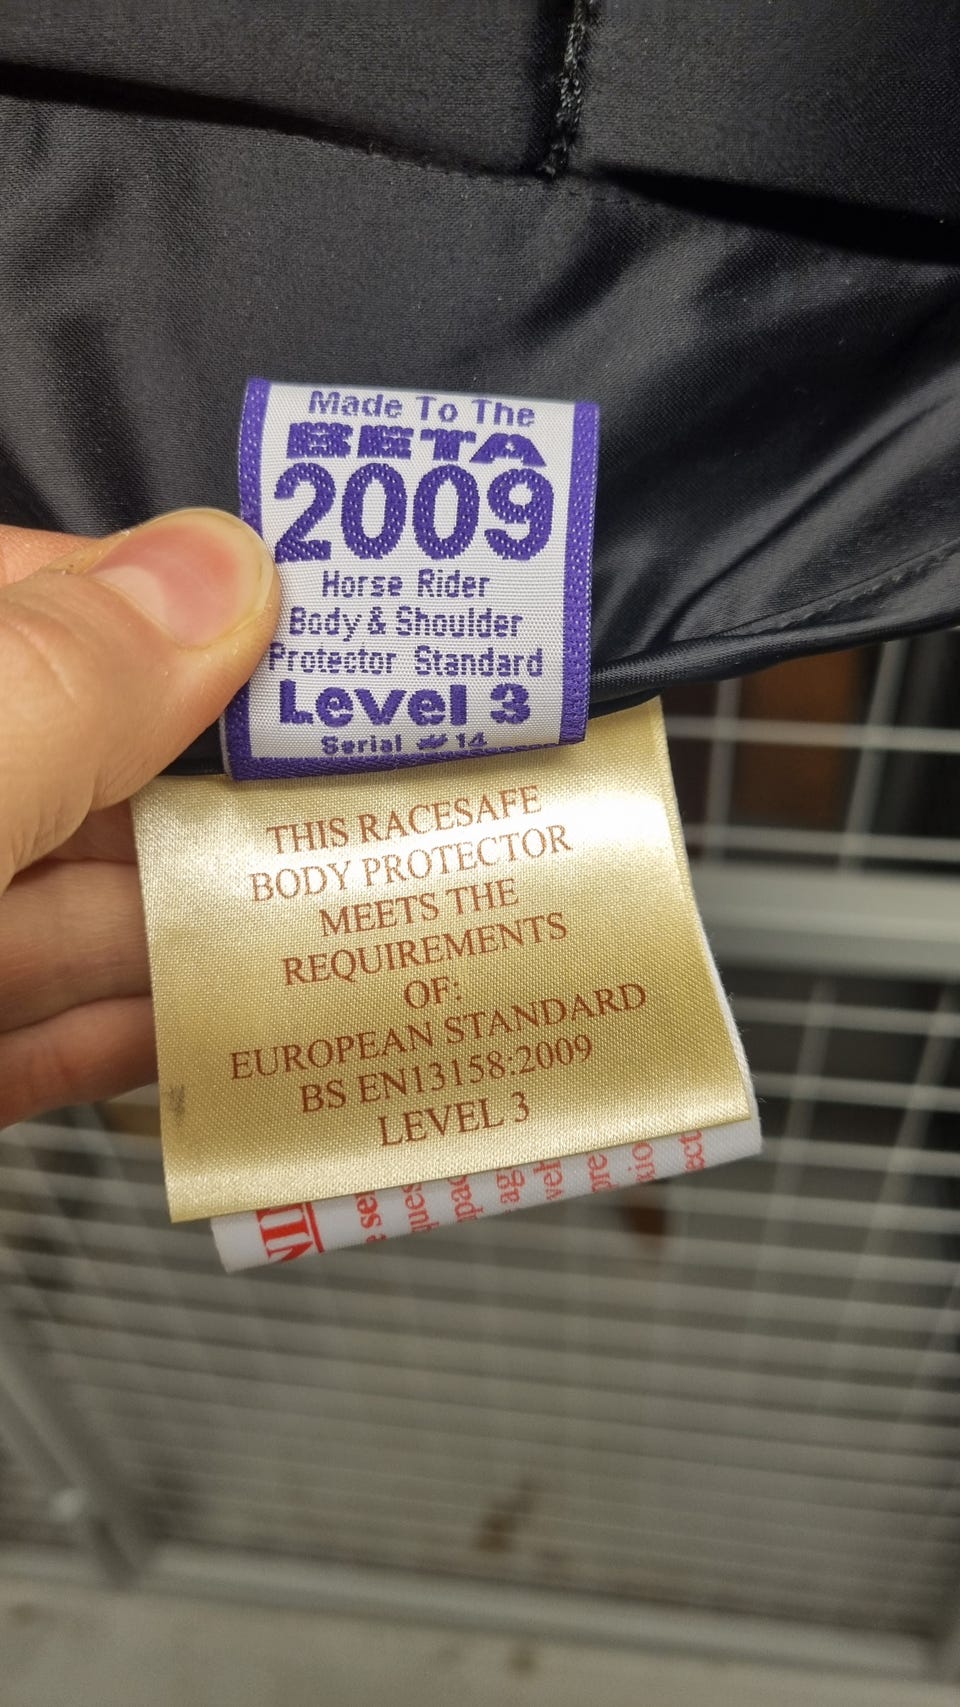 Made To The
BETA
2009
Horse Rider
Body & Shoulder
Protector Standard
Level 3
Serial # 14
THIS RACESAFE
BODY PROTECTOR
MEETS THE
REQUIREMENTS
OF:
EUROPEAN STANDARD
BS EN13158:2009
LEVEL 3